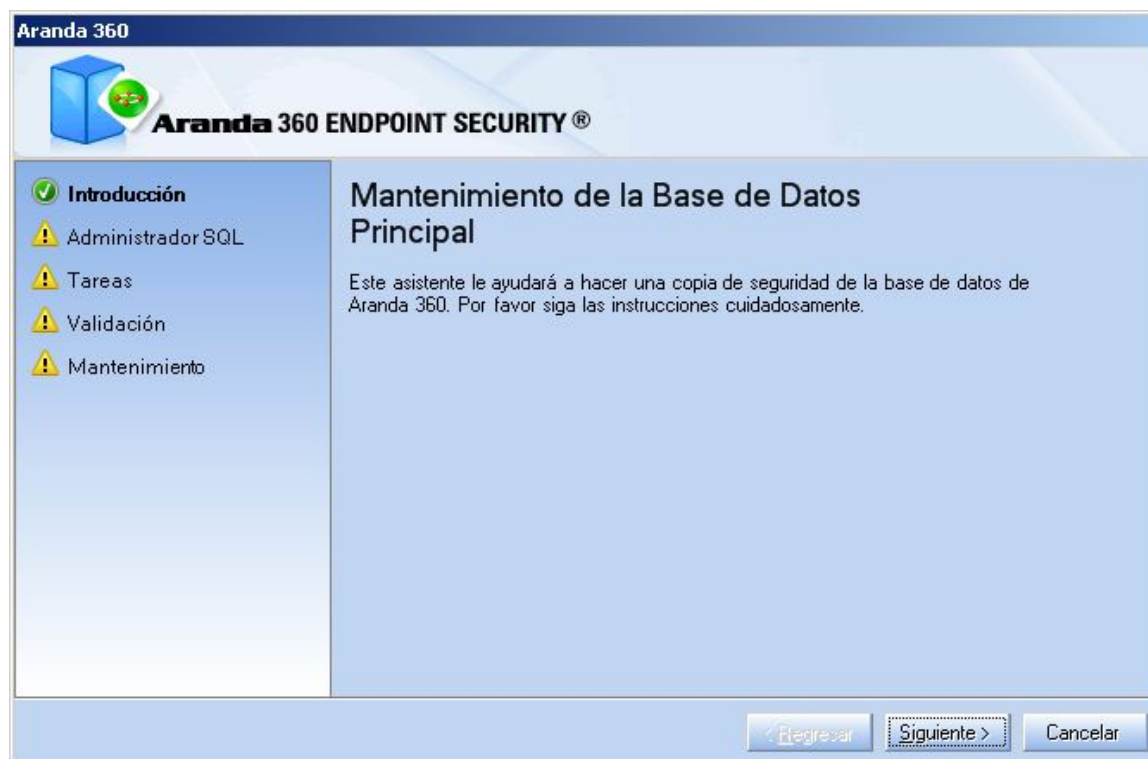 Aranda 360
Aranda 360 ENDPOINT SECURITY ®
Introducción
Administrador SQL
Tareas
Validación
Mantenimiento
Mantenimiento de la Base de Datos
Principal
Este asistente le ayudará a hacer una copia de seguridad de la base de datos de
Aranda 360. Por favor siga las instrucciones cuidadosamente.
< Regresar
Siguiente >
Cancelar